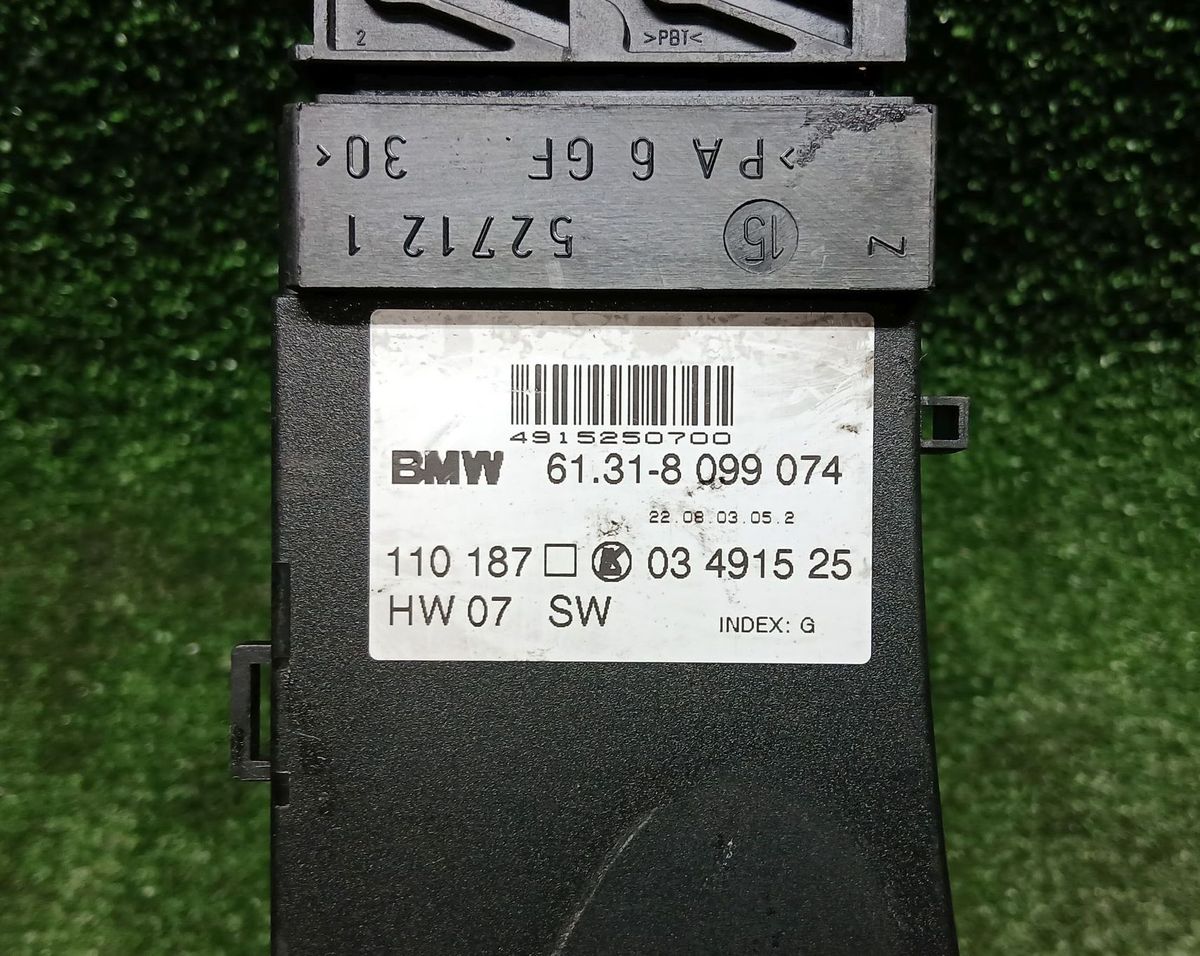 2 >PBT<
>PA 6 GF 30<
Z 15 52712 1
4915250700
BMW 61.31-8 099 074
22.08.03.05.2
110 187 □ K 03 4915 25
HW 07 SW
INDEX: G